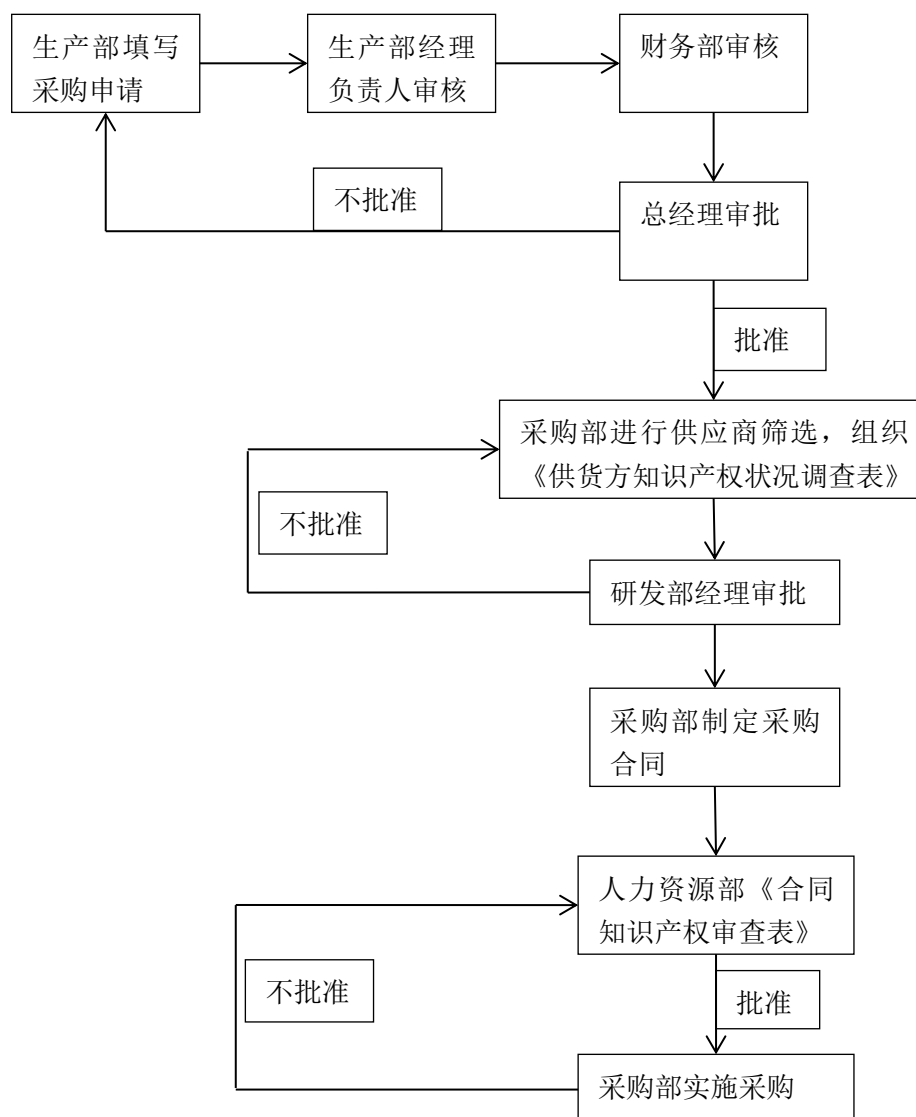 生产部填写
采购申请
生产部经理
负责人审核
财务部审核
不批准
总经理审批
批准
采购部进行供应商筛选，组织
《供货方知识产权状况调查表》
不批准
研发部经理审批
采购部制定采购
合同
人力资源部《合同
知识产权审查表》
不批准
批准
采购部实施采购